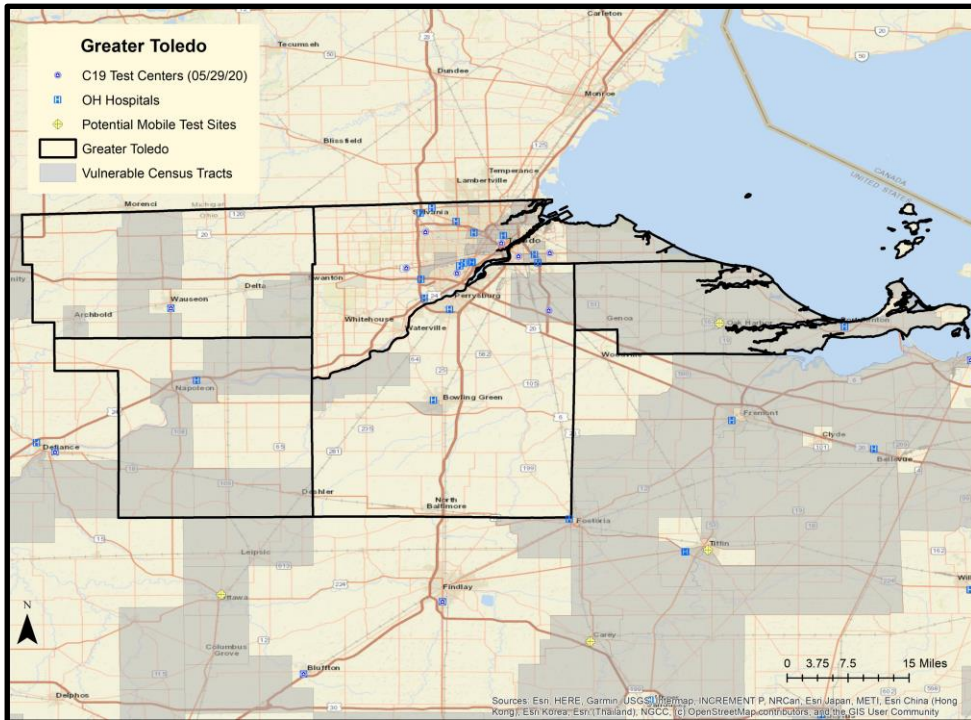 Greater Toledo
C19 Test Centers (05/29/20)
OH Hospitals
Potential Mobile Test Sites
Greater Toledo
Vulnerable Census Tracts
Carleton
Tecumseh
Dundee
Monroe
Blissfield
Temperance
Lambertville
Morenci
Michigan
Ohio
CANADA
UNITED STATES
Sylvania
Swanton
Delta
Wauseon
Archbold
Perrysburg
Whitehouse
Waterville
Genoa
Oak Harbor
Woodville
Napoleon
Bowling Green
Fremont
Clyde
Bellevue
Defiance
Deshler
North
Baltimore
Fostoria
Tiffin
Leipsic
Ottawa
Findlay
Carey
Columbus
Grove
Bluffton
Delphos
N
0 3.75 7.5 15 Miles
Sources: Esri, HERE, Garmin, USGS, Intermap, INCREMENT P, NRCan, Esri Japan, METI, Esri China (Hong
Kong), Esri Korea, Esri (Thailand), NGCC, (c) OpenStreetMap contributors, and the GIS User Community